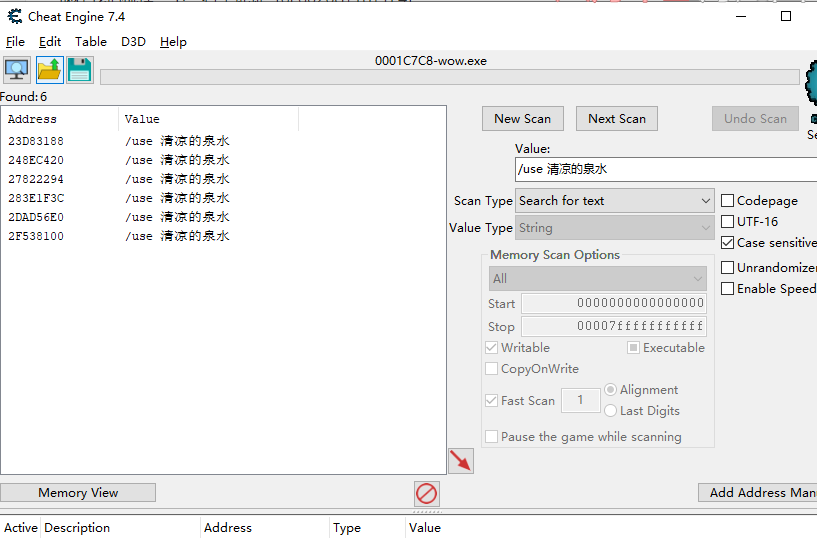 Cheat Engine 7.4
File Edit Table D3D Help
0001C7C8-wow.exe
Found: 6
Address Value
23D83188 /use 清凉的泉水
248EC420 /use 清凉的泉水
27822294 /use 清凉的泉水
283E1F3C /use 清凉的泉水
2DAD56E0 /use 清凉的泉水
2F538100 /use 清凉的泉水
New Scan Next Scan Undo Scan
Value:
/use 清凉的泉水
Scan Type Search for text
Value Type String
Codepage
UTF-16
Case sensitive
Unrandomizer
Enable Speed
Memory Scan Options
All
Start 0000000000000000
Stop 00007fffffffffff
Writable Executable
CopyOnWrite
Fast Scan 1 Alignment
Last Digits
Pause the game while scanning
Memory View Add Address Man
Active Description Address Type Value